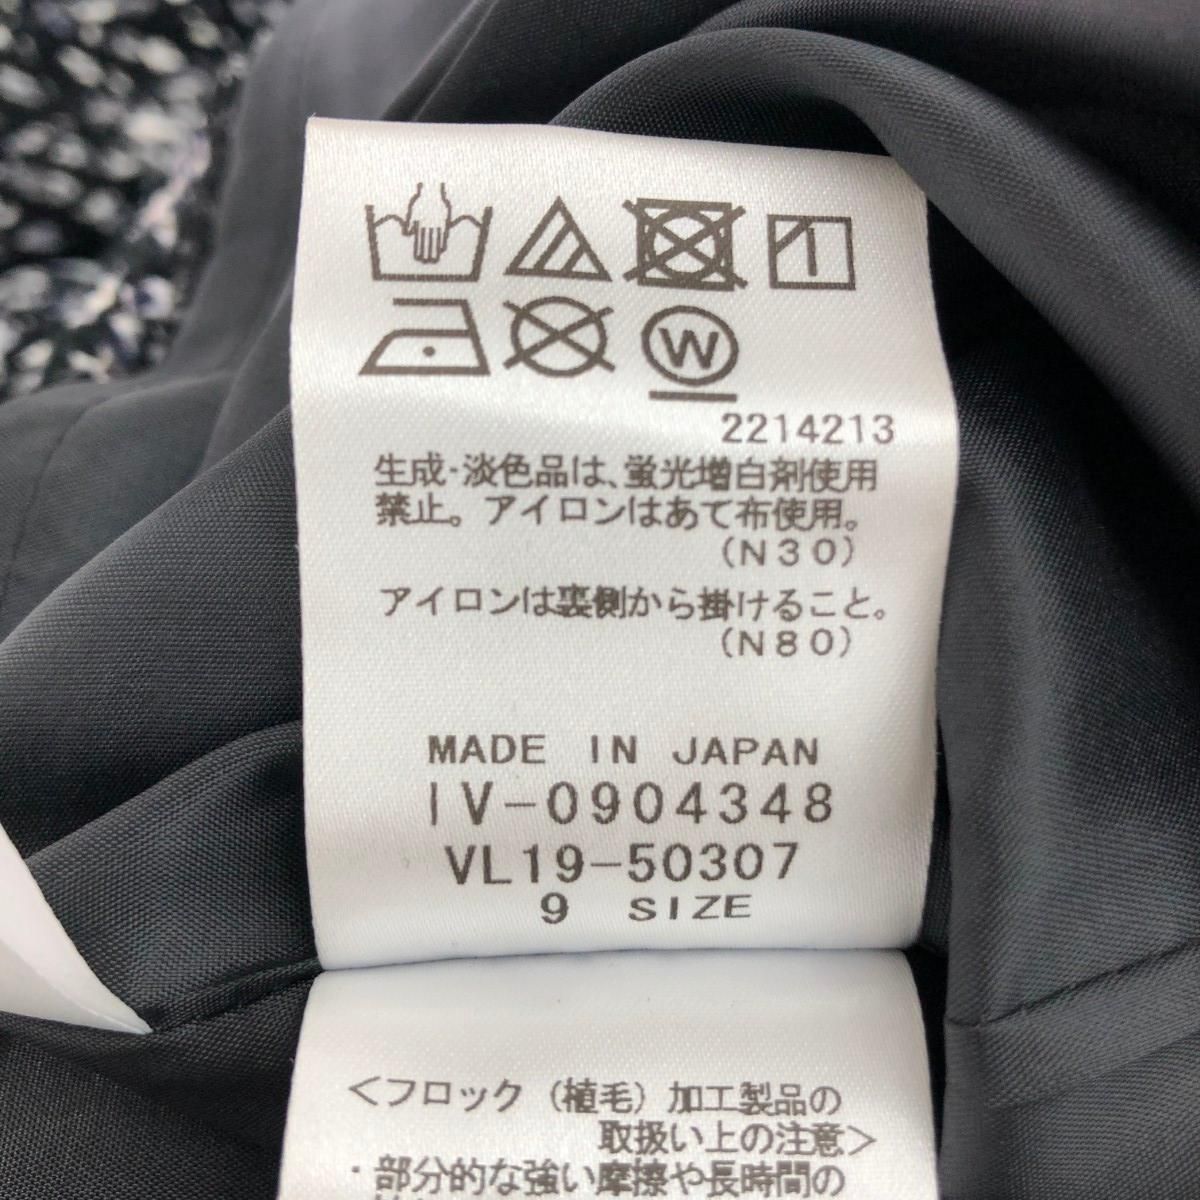 W
2214213
生成・淡色品は、蛍光増白剤使用
禁止。アイロンはあて布使用。
(N30)
アイロンは裏側から掛けること。
(N80)
MADE IN JAPAN
IV-0904348
VL19-50307
9 SIZE
<フロック(植毛)加工製品の
取扱い上の注意>
・部分的な強い摩擦や長時間の